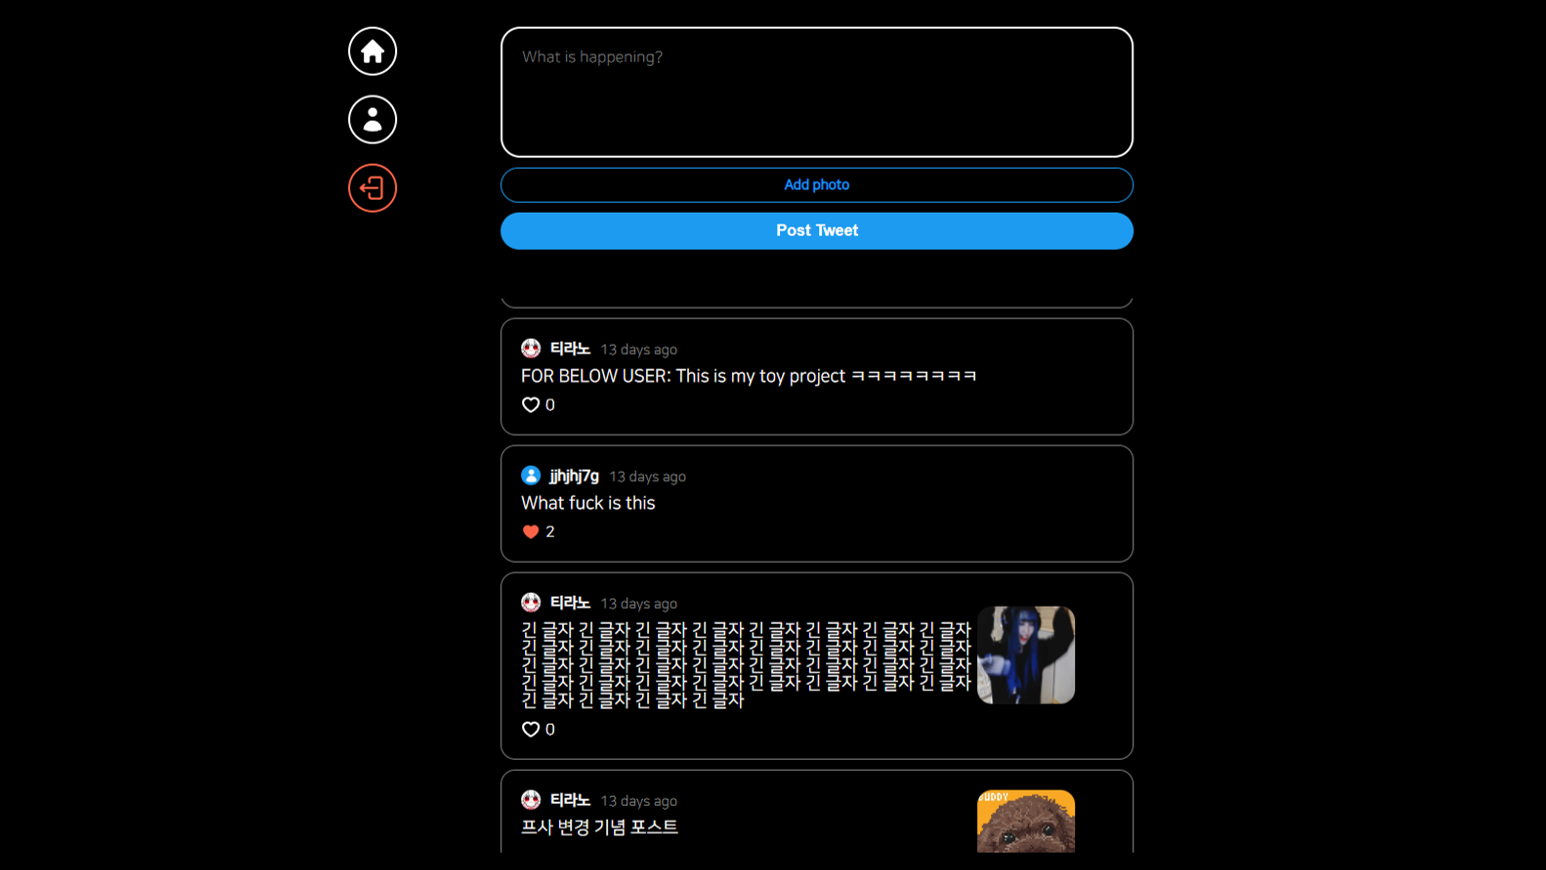 What is happening?
Add photo
Post Tweet
티라노 13 days ago
FOR BELOW USER: This is my toy project ㅋㅋㅋㅋㅋㅋㅋㅋ
0
jjhjhj7g 13 days ago
What fuck is this
2
티라노 13 days ago
긴 글자 긴 글자 긴 글자 긴 글자 긴 글자 긴 글자 긴 글자 긴 글자
긴 글자 긴 글자 긴 글자 긴 글자 긴 글자 긴 글자 긴 글자 긴 글자
긴 글자 긴 글자 긴 글자 긴 글자 긴 글자 긴 글자 긴 글자 긴 글자
긴 글자 긴 글자 긴 글자 긴 글자 긴 글자 긴 글자 긴 글자 긴 글자
긴 글자 긴 글자 긴 글자 긴 글자
0
티라노 13 days ago
BUDDY
프사 변경 기념 포스트